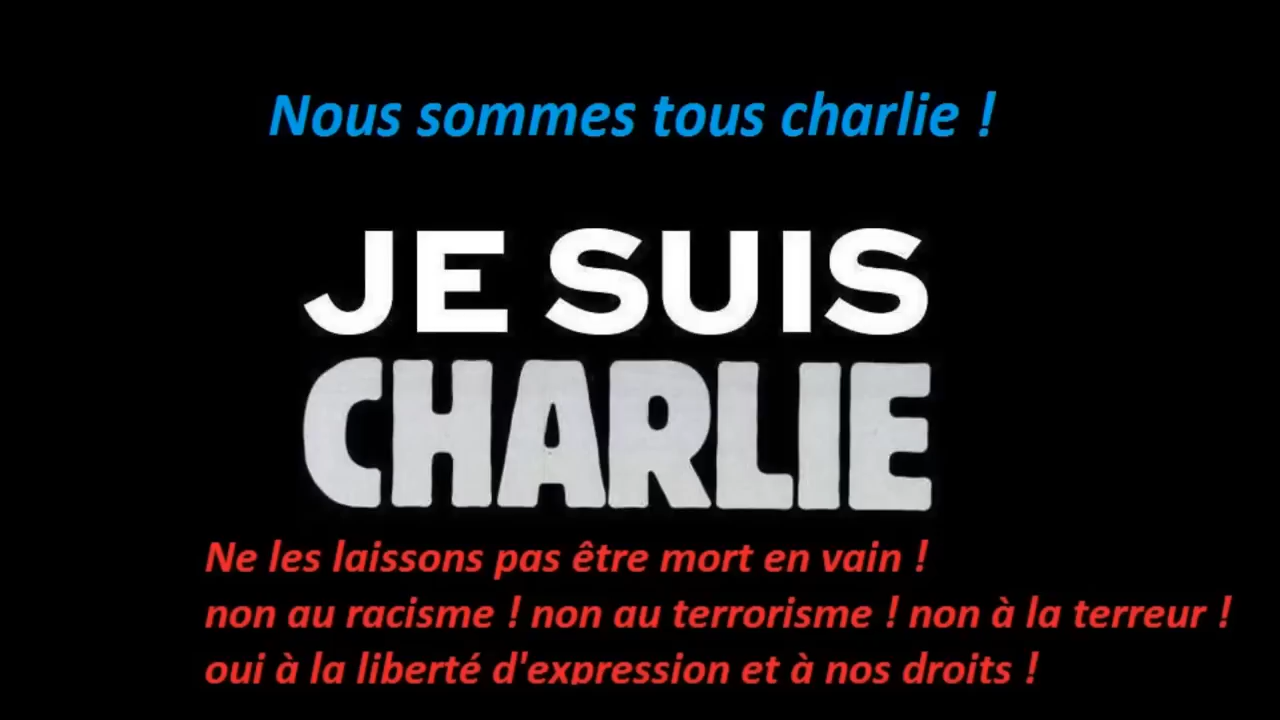 Nous sommes tous charlie !
JE SUIS
CHARLIE
Ne les laissons pas être mort en vain !
non au racisme ! non au terrorisme ! non à la terreur !
oui à la liberté d'expression et à nos droits !